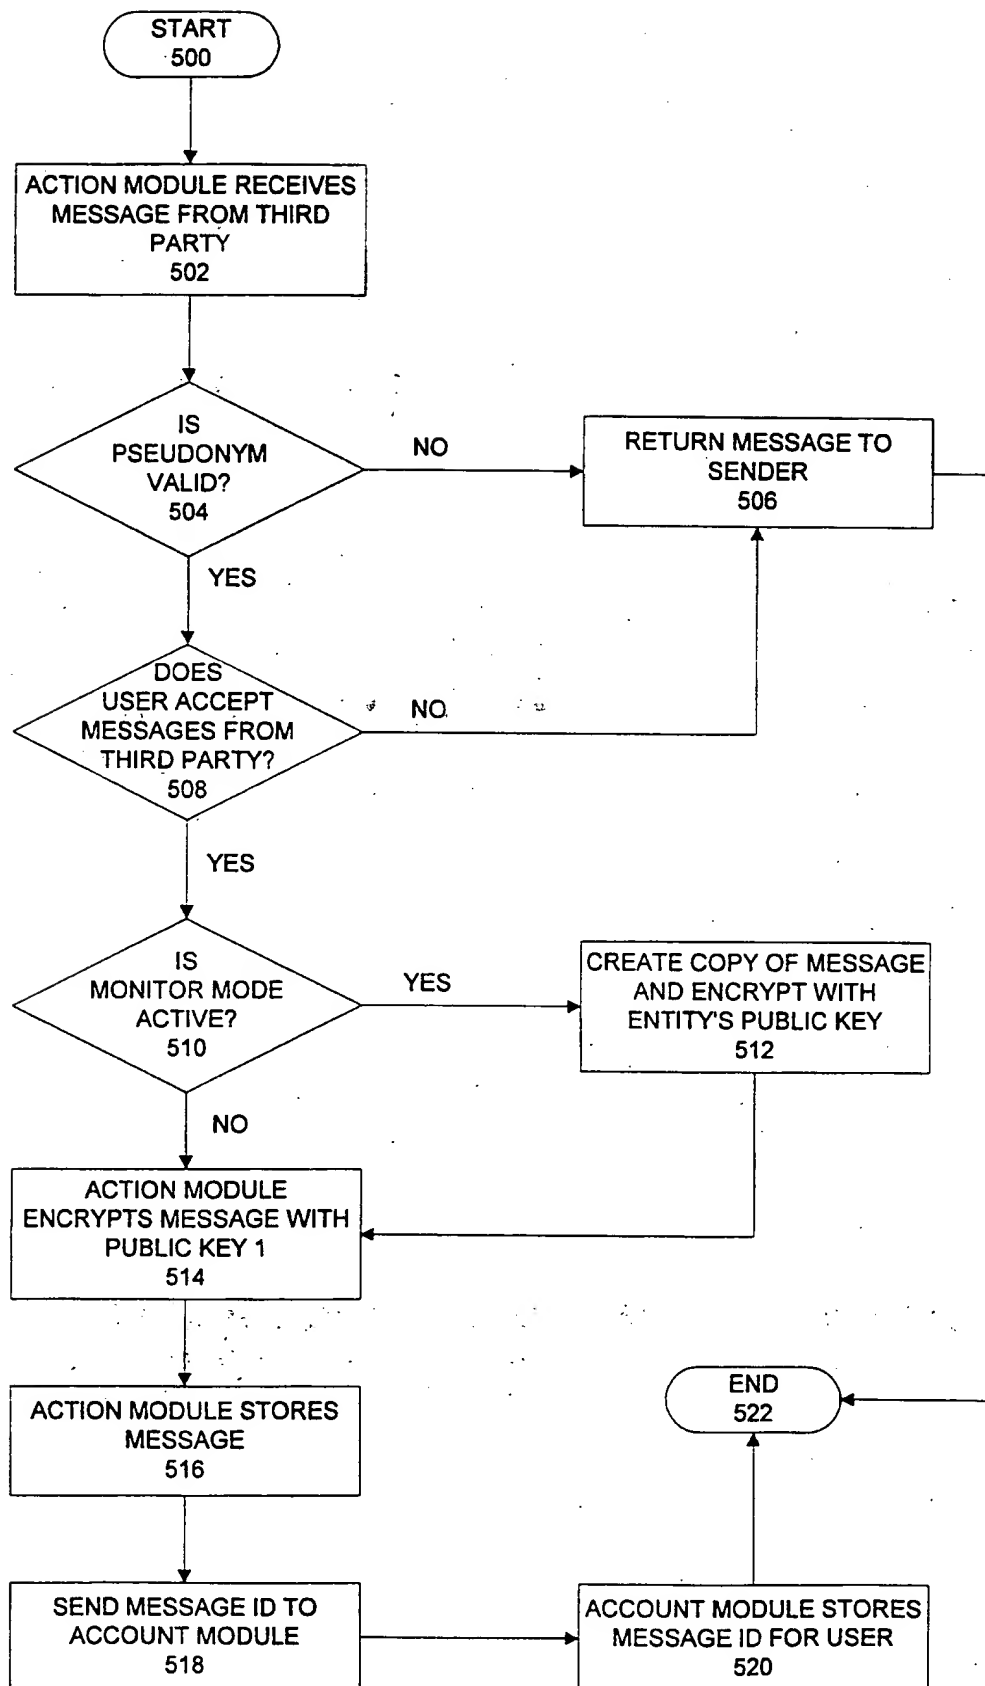 START
500
ACTION MODULE RECEIVES
MESSAGE FROM THIRD
PARTY
502
IS
PSEUDONYM
VALID?
504
NO
RETURN MESSAGE TO
SENDER
506
YES
DOES
USER ACCEPT
MESSAGES FROM
THIRD PARTY?
508
NO
YES
IS
MONITOR MODE
ACTIVE?
510
YES
CREATE COPY OF MESSAGE
AND ENCRYPT WITH
ENTITY'S PUBLIC KEY
512
NO
ACTION MODULE
ENCRYPTS MESSAGE WITH
PUBLIC KEY 1
514
ACTION MODULE STORES
MESSAGE
516
END
522
SEND MESSAGE ID TO
ACCOUNT MODULE
518
ACCOUNT MODULE STORES
MESSAGE ID FOR USER
520